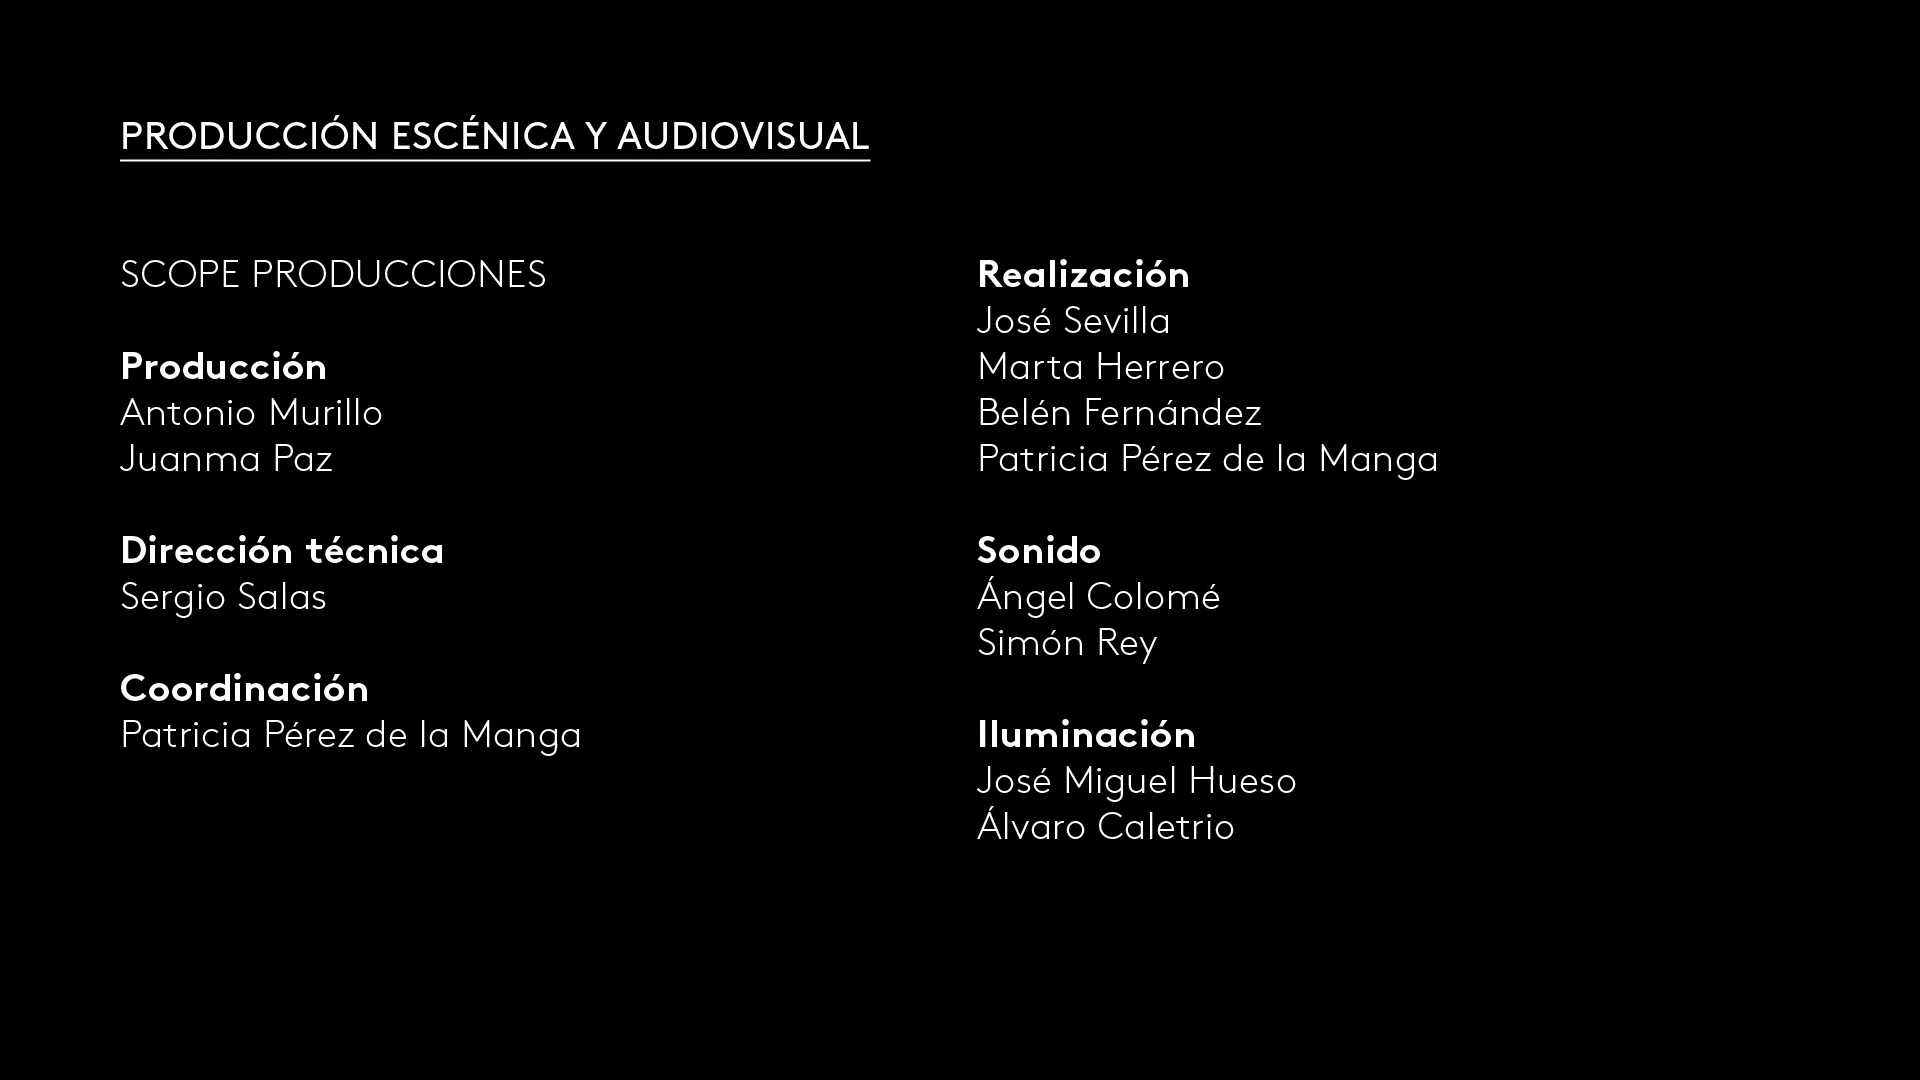 PRODUCCIÓN ESCÉNICA Y AUDIOVISUAL
SCOPE PRODUCCIONES
Producción
Antonio Murillo
Juanma Paz
Dirección técnica
Sergio Salas
Coordinación
Patricia Pérez de la Manga
Realización
José Sevilla
Marta Herrero
Belén Fernández
Patricia Pérez de la Manga
Sonido
Ángel Colomé
Simón Rey
Iluminación
José Miguel Hueso
Álvaro Caletrio